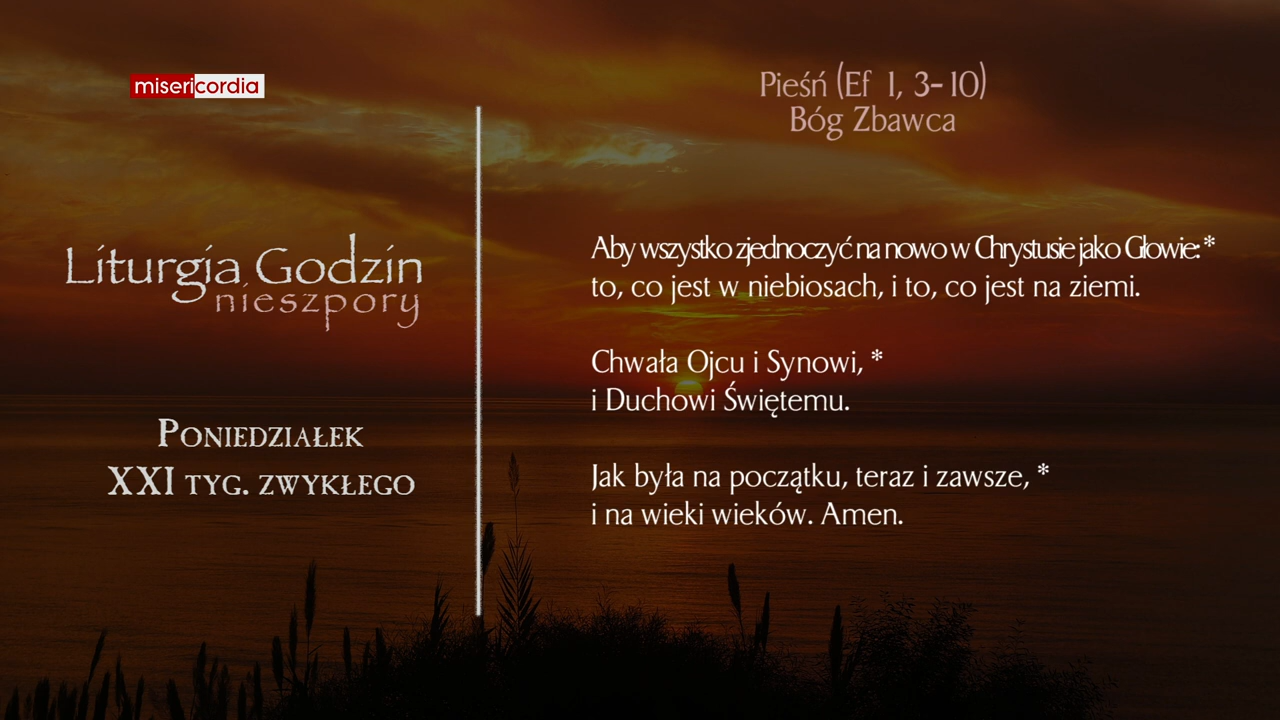 misericordia
Liturgia Godzin
nieszpory
Poniedziałek
XXI tyg. zwykłego
Pieśń (Ef 1, 3-10)
Bóg Zbawca
Aby wszystko zjednoczyć na nowo w Chrystusie jako Głowie: *
to, co jest w niebiosach, i to, co jest na ziemi.
Chwała Ojcu i Synowi, *
i Duchowi Świętemu.
Jak była na początku, teraz i zawsze, *
i na wieki wieków. Amen.